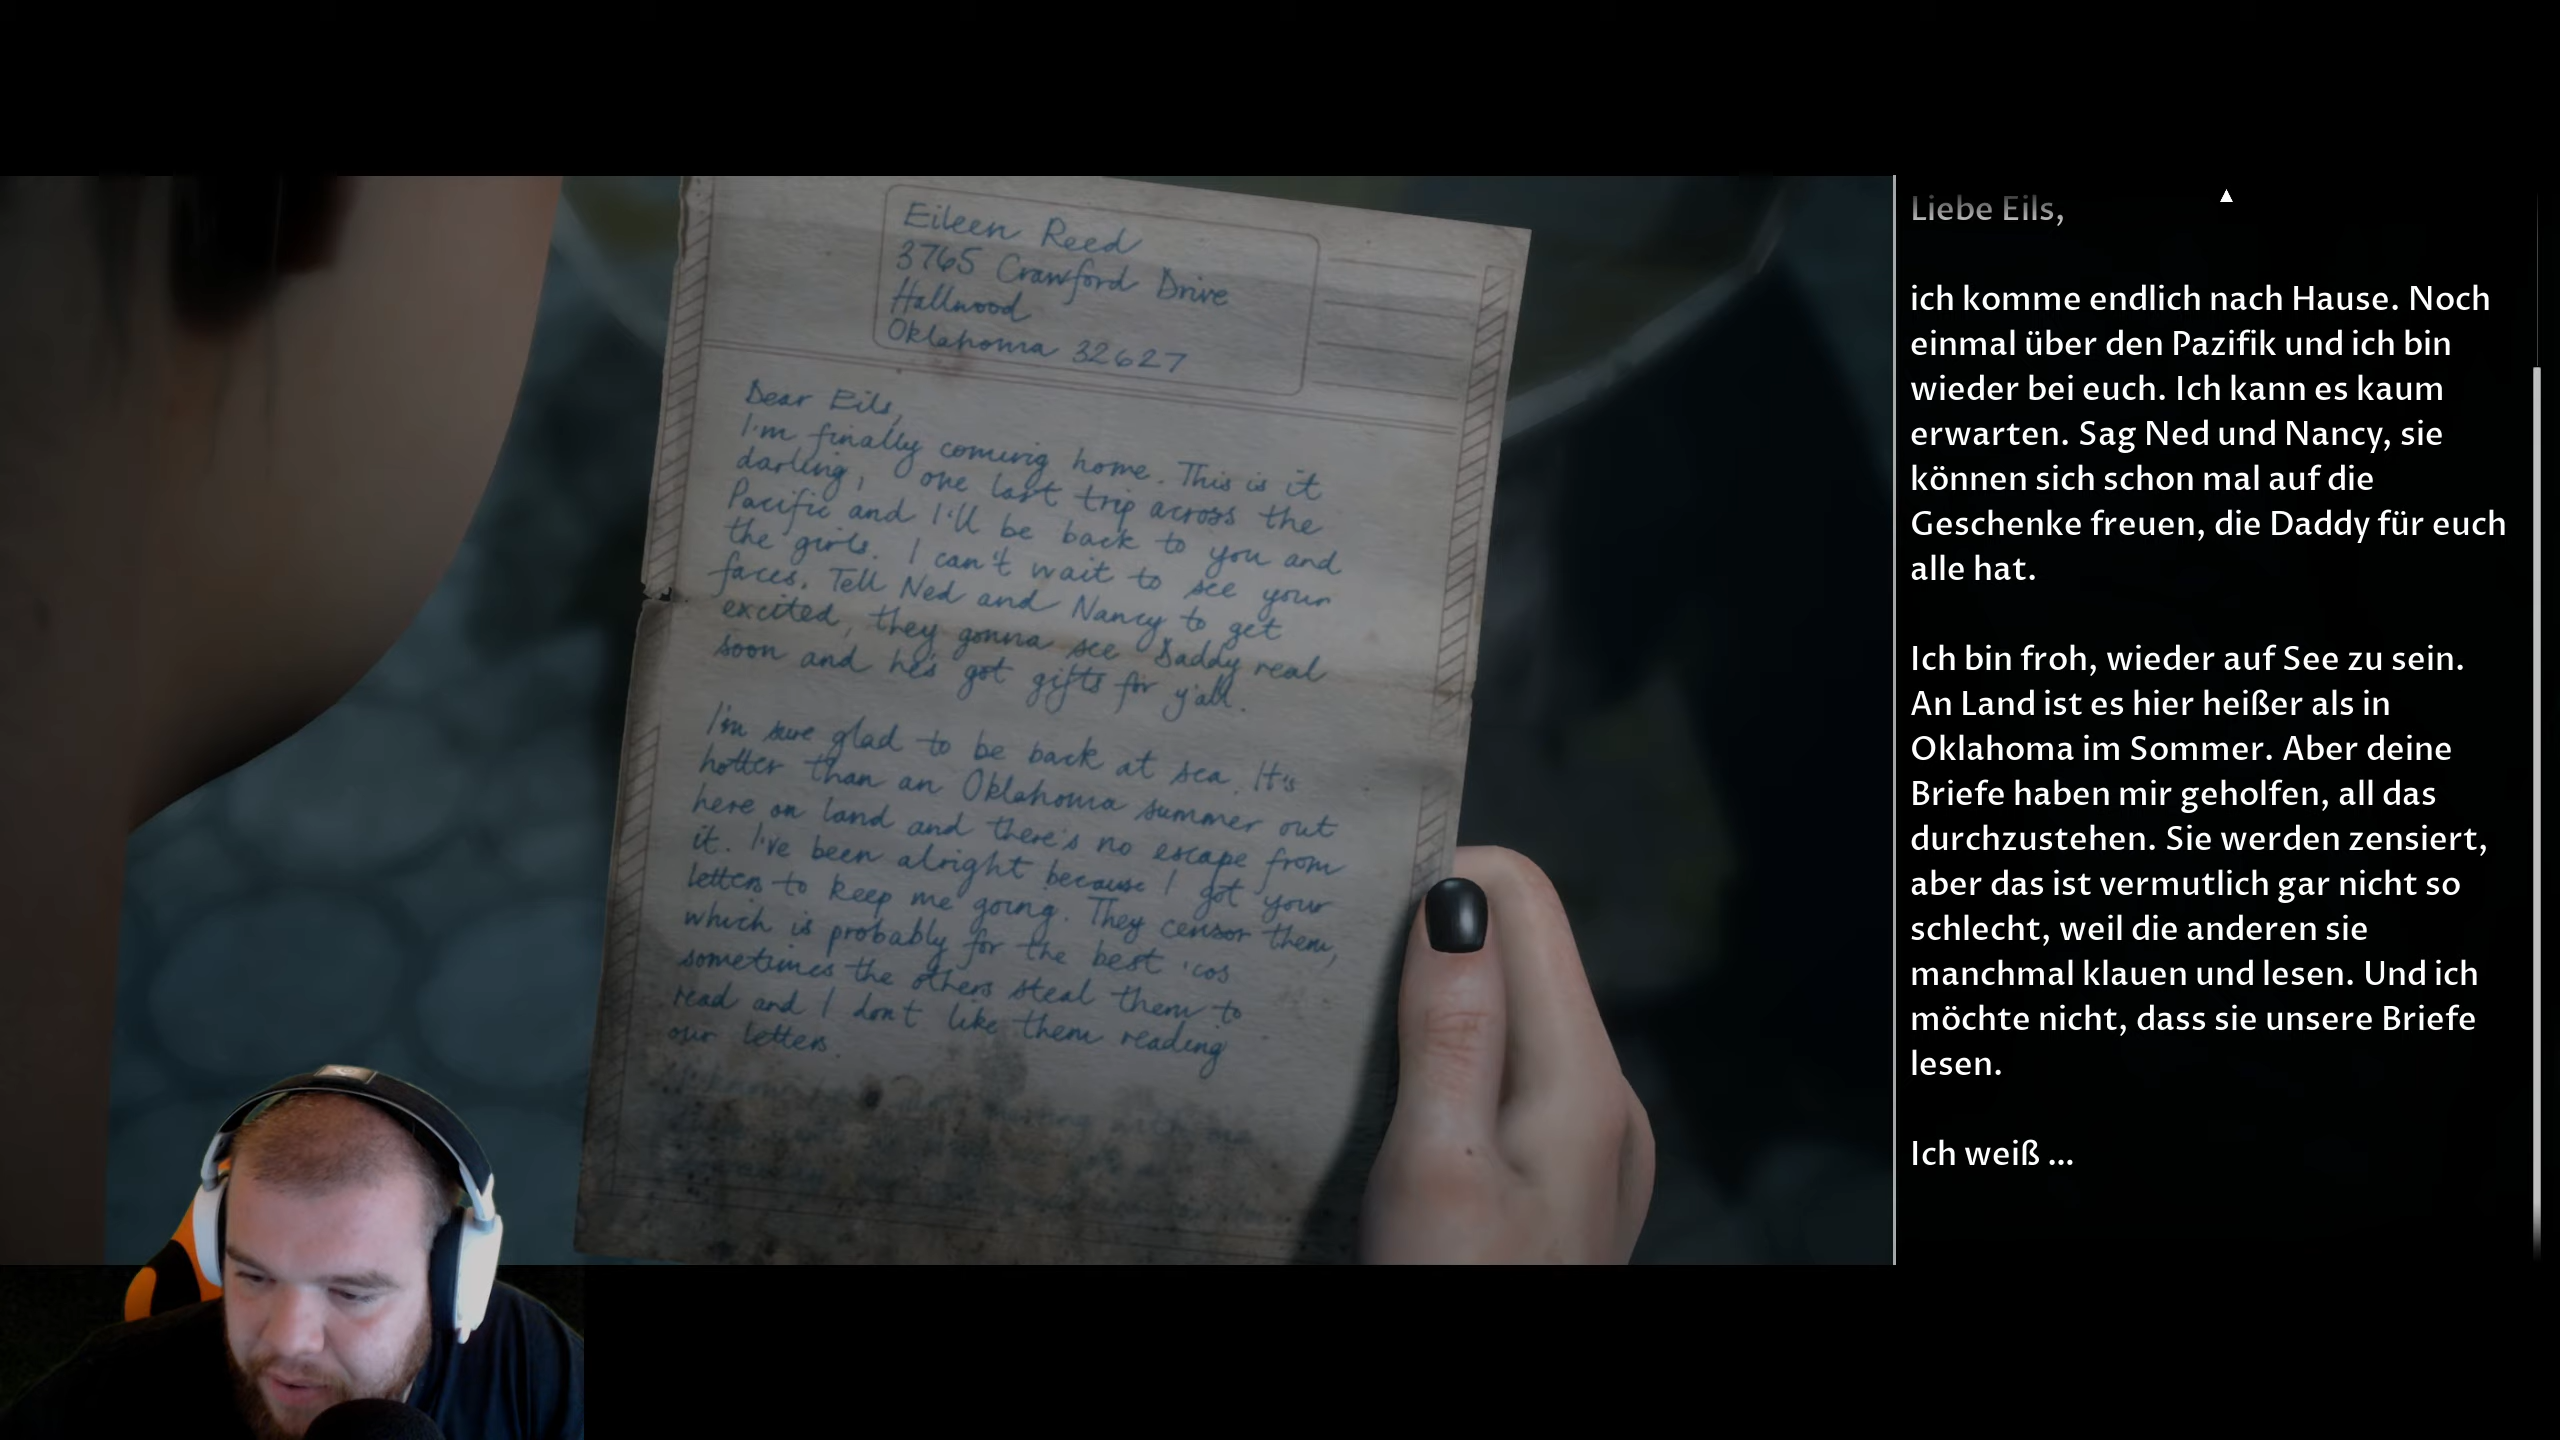 Eileen Reed
3765 Crawford Drive
Hallwood
Oklahoma 32627
Dear Eils,
I'm finally coming home. This is it
darling, one last trip across the
Pacific and I'll be back to you and
the girls. I can't wait to see your
faces. Tell Ned and Nancy to get
excited, they gonna see Daddy real
soon and he's got gifts for y'all.
I'm sure glad to be back at sea. It's
hotter than an Oklahoma summer out
here on land and there's no escape from
it. I've been alright because I got your
letters to keep me going. They censor them,
which is probably for the best 'cos
sometimes the others steal them to
read and I don't like them reading
our letters.
Liebe Eils,
ich komme endlich nach Hause. Noch
einmal über den Pazifik und ich bin
wieder bei euch. Ich kann es kaum
erwarten. Sag Ned und Nancy, sie
können sich schon mal auf die
Geschenke freuen, die Daddy für euch
alle hat.
Ich bin froh, wieder auf See zu sein.
An Land ist es hier heißer als in
Oklahoma im Sommer. Aber deine
Briefe haben mir geholfen, all das
durchzustehen. Sie werden zensiert,
aber das ist vermutlich gar nicht so
schlecht, weil die anderen sie
manchmal klauen und lesen. Und ich
möchte nicht, dass sie unsere Briefe
lesen.
Ich weiß ...